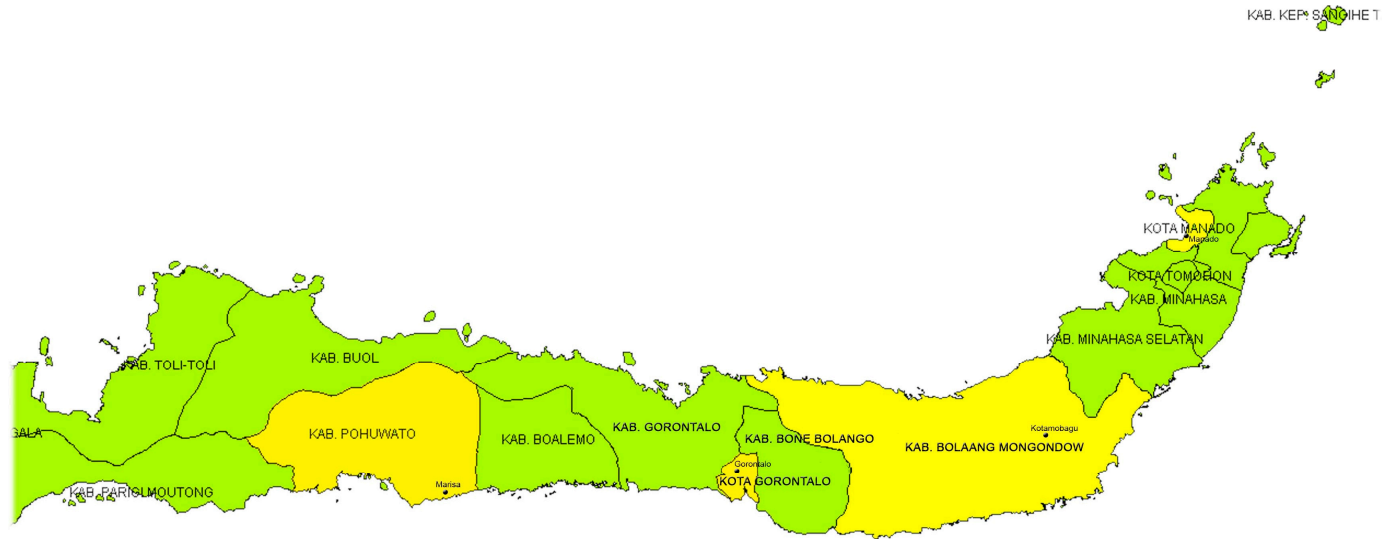 KAB. KEP. SANGIHE T
KOTA MANADO
Manado
KOTA TOMOHON
KAB. MINAHASA
KAB. MINAHASA SELATAN
KAB. BUOL
KAB. TOLI-TOLI
GALA
KAB. POHUWATO
KAB. BOALEMO
KAB. GORONTALO
KAB. BONE BOLANGO
Kotamobagu
KAB. BOLAANG MONGONDOW
Gorontalo
KOTA GORONTALO
Marisa
KAB. PARIGI MOUTONG